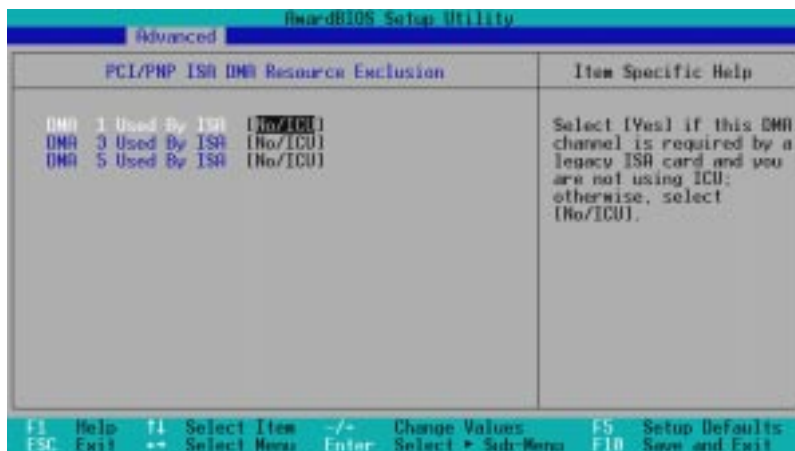 AwardBIOS Setup Utility
Advanced
PCI/PNP ISA DMA Resource Exclusion
Item Specific Help
DMA 1 Used By ISA [No/ICU]
DMA 3 Used By ISA [No/ICU]
DMA 5 Used By ISA [No/ICU]
Select [Yes] if this DMA
channel is required by a
legacy ISA card and you
are not using ICU;
otherwise, select
[No/ICU].
F1 Help ↑↓ Select Item -/+ Change Values F5 Setup Defaults
ESC Exit ←→ Select Menu Enter Select ► Sub-Menu F10 Save and Exit